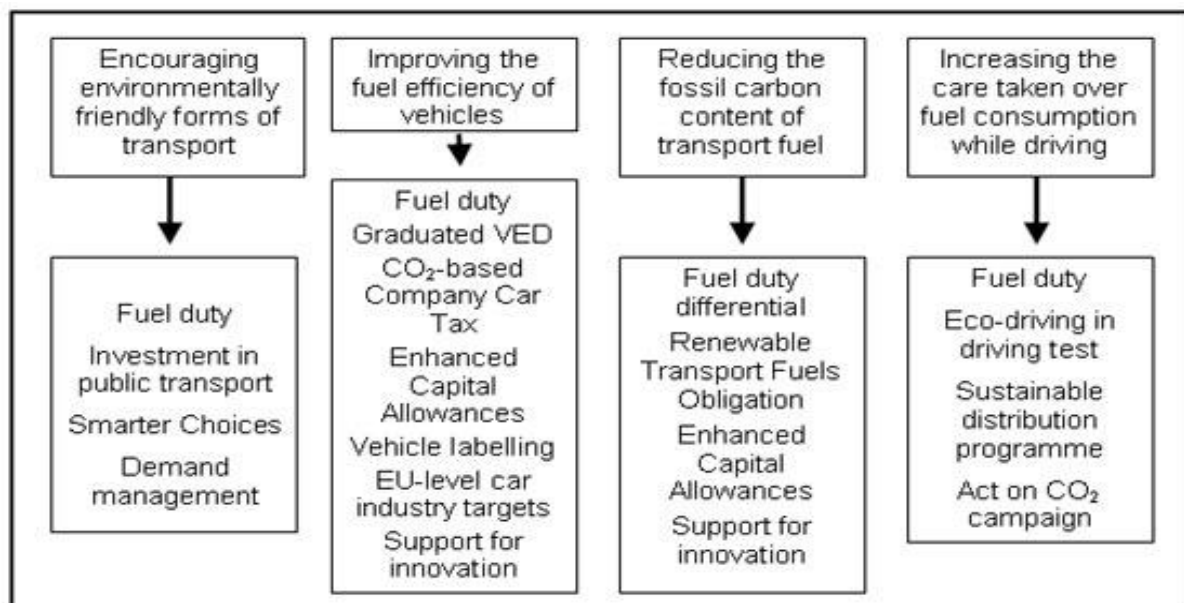 Encouraging
environmentally
friendly forms of
transport
Improving the
fuel efficiency of
vehicles
Reducing the
fossil carbon
content of
transport fuel
Increasing the
care taken over
fuel consumption
while driving
Fuel duty
Investment in
public transport
Smarter Choices
Demand
management
Fuel duty
Graduated VED
CO₂-based
Company Car
Tax
Enhanced
Capital
Allowances
Vehicle labelling
EU-level car
industry targets
Support for
innovation
Fuel duty
differential
Renewable
Transport Fuels
Obligation
Enhanced
Capital
Allowances
Support for
innovation
Fuel duty
Eco-driving in
driving test
Sustainable
distribution
programme
Act on CO₂
campaign